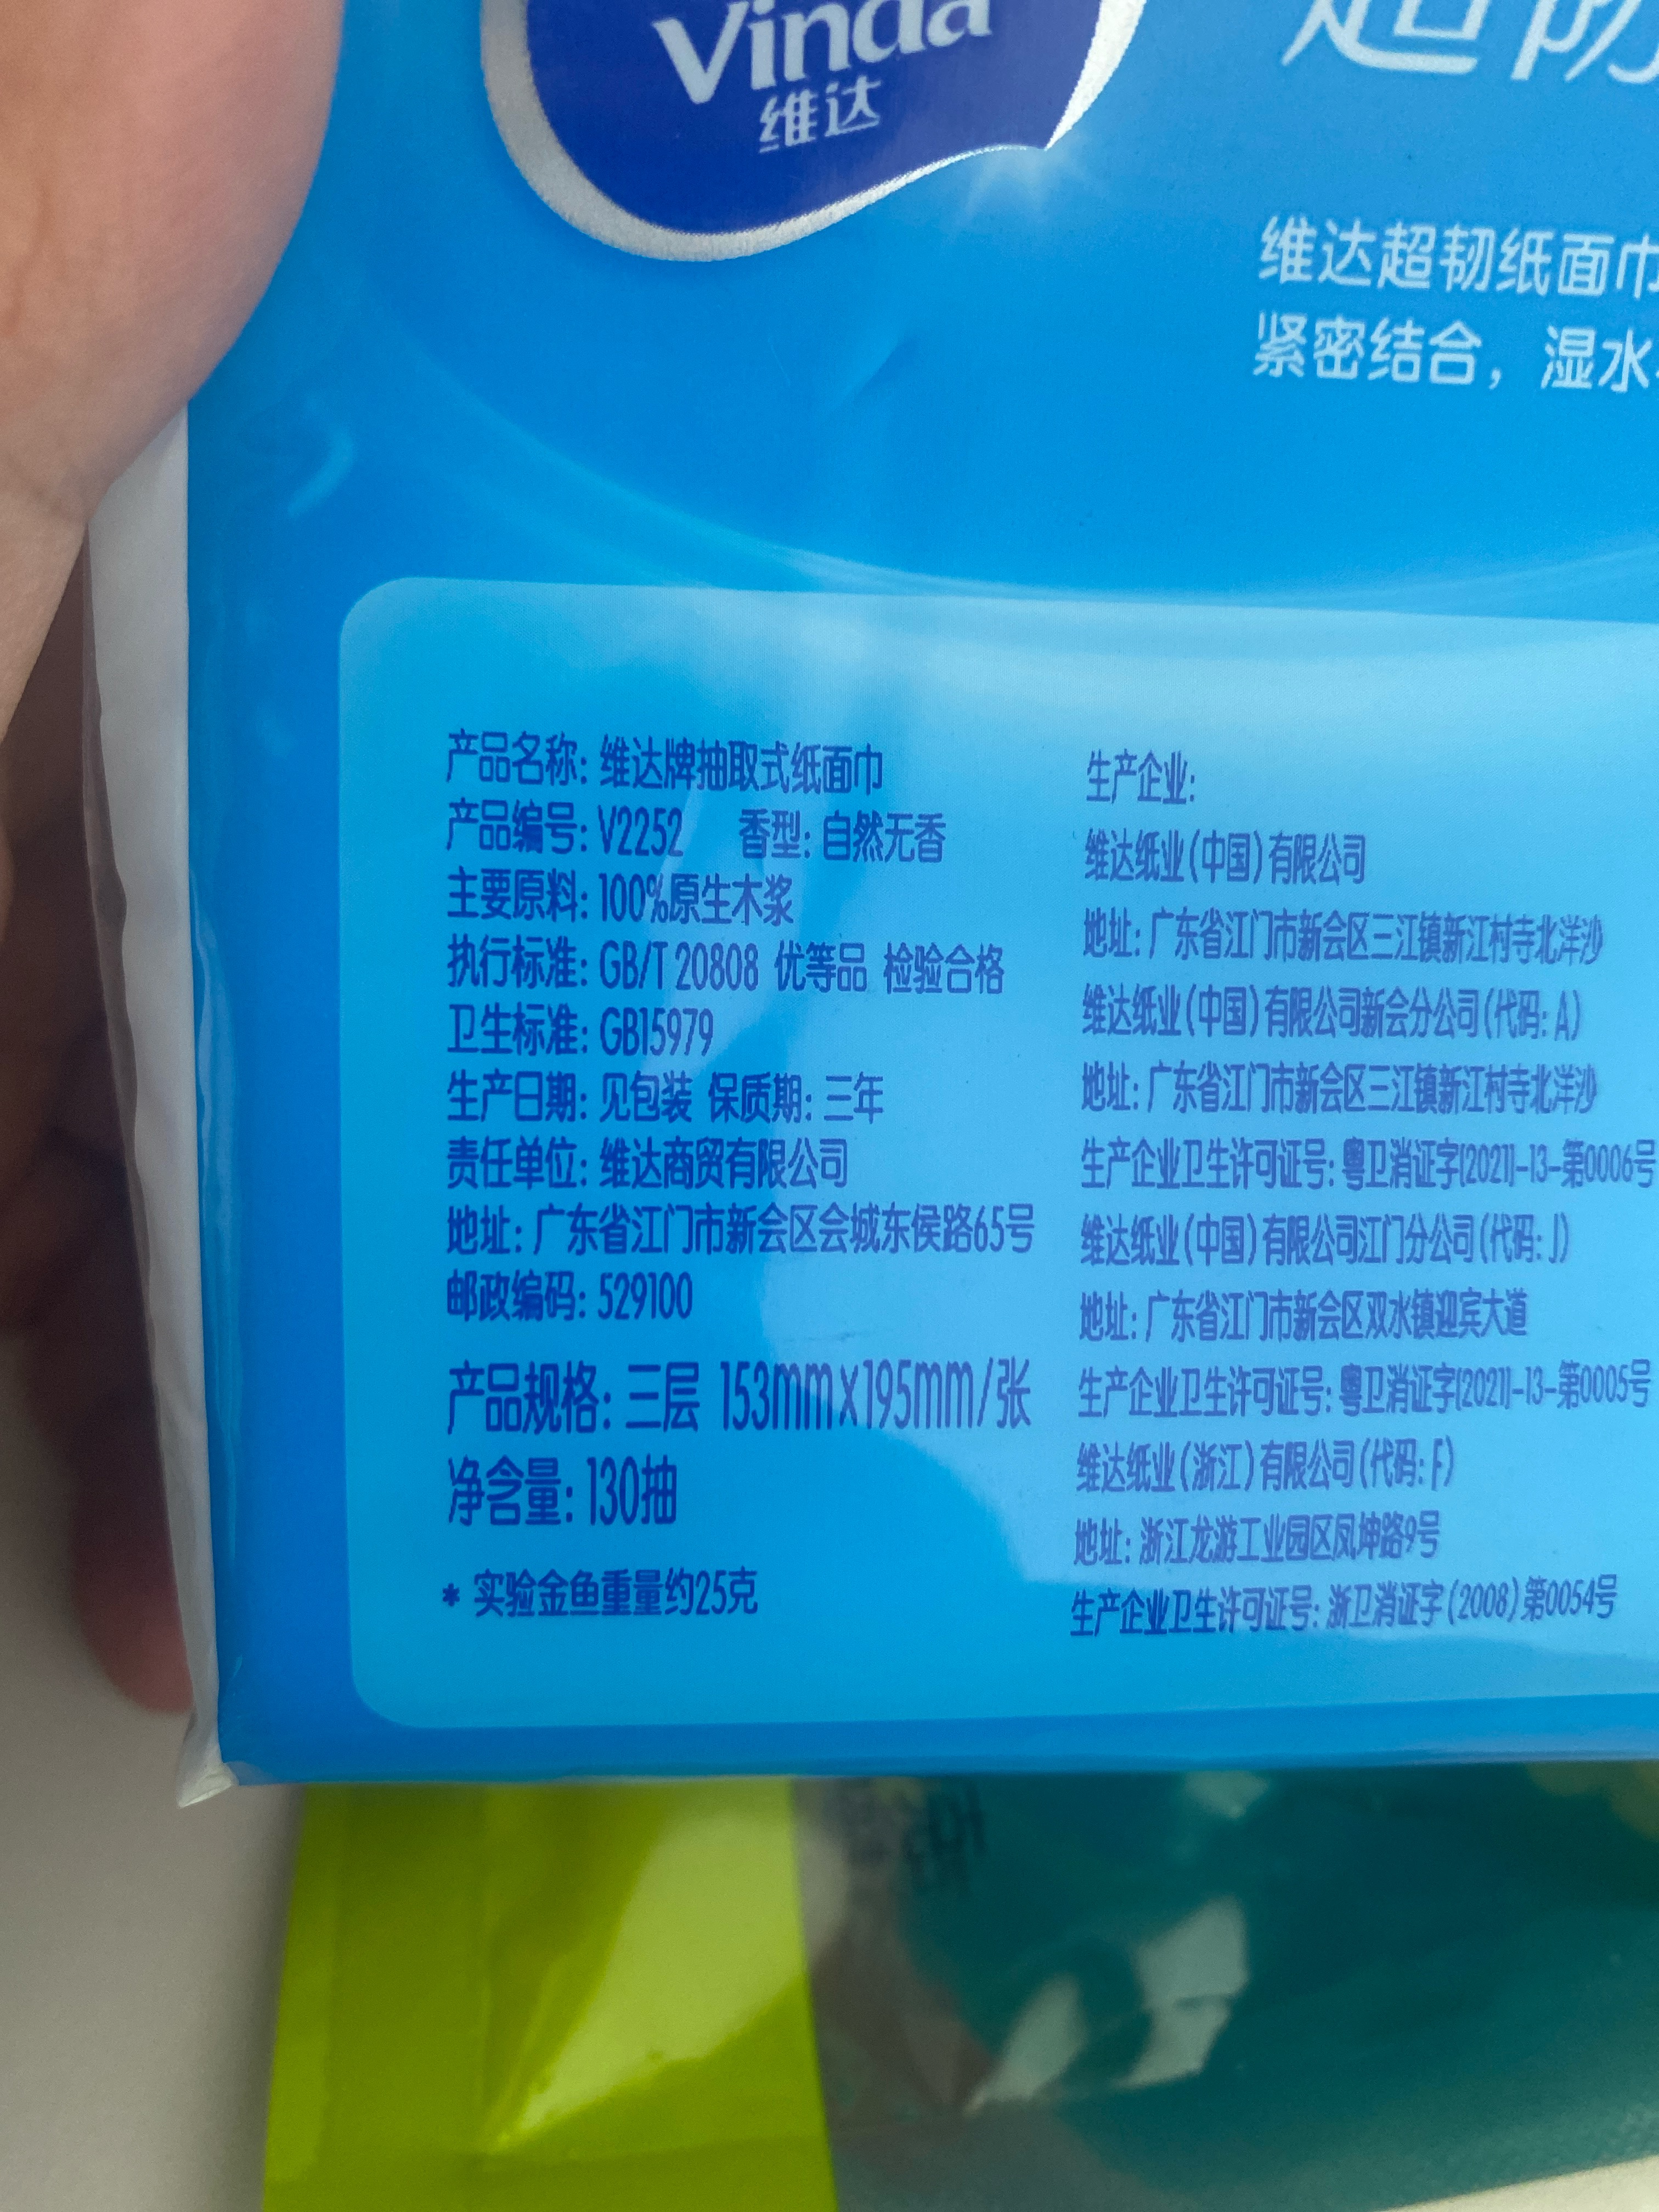 Vinda
维达
超韧
维达超韧纸面巾
紧密结合，湿水
产品名称: 维达牌抽取式纸面巾
产品编号: V2252 香型: 自然无香
主要原料: 100%原生木浆
执行标准: GB/T 20808 优等品 检验合格
卫生标准: GB15979
生产日期: 见包装 保质期: 三年
责任单位: 维达商贸有限公司
地址: 广东省江门市新会区会城东侯路65号
邮政编码: 529100
产品规格: 三层 153mmx195mm/张
净含量: 130抽
* 实验金鱼重量约25克
生产企业:
维达纸业(中国)有限公司
地址: 广东省江门市新会区三江镇新江村寺北洋沙
维达纸业(中国)有限公司新会分公司(代码: A)
地址: 广东省江门市新会区三江镇新江村寺北洋沙
生产企业卫生许可证号: 粤卫消证字[2021]-13-第0006号
维达纸业(中国)有限公司江门分公司(代码: J)
地址: 广东省江门市新会区双水镇迎宾大道
生产企业卫生许可证号: 粤卫消证字[2021]-13-第0005号
维达纸业(浙江)有限公司(代码: F)
地址: 浙江龙游工业园区凤坤路9号
生产企业卫生许可证号: 浙卫消证字(2008)第0054号